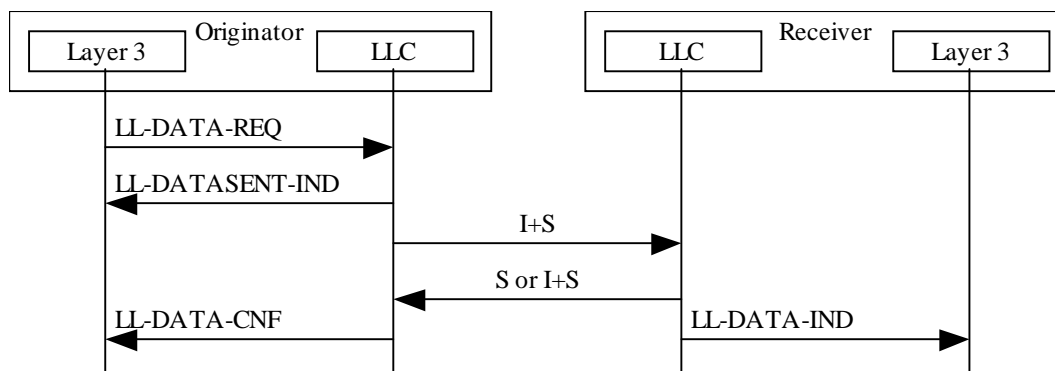 Originator
Receiver
Layer 3
LLC
LLC
Layer 3
LL-DATA-REQ
LL-DATASENT-IND
I+S
S or I+S
LL-DATA-CNF
LL-DATA-IND